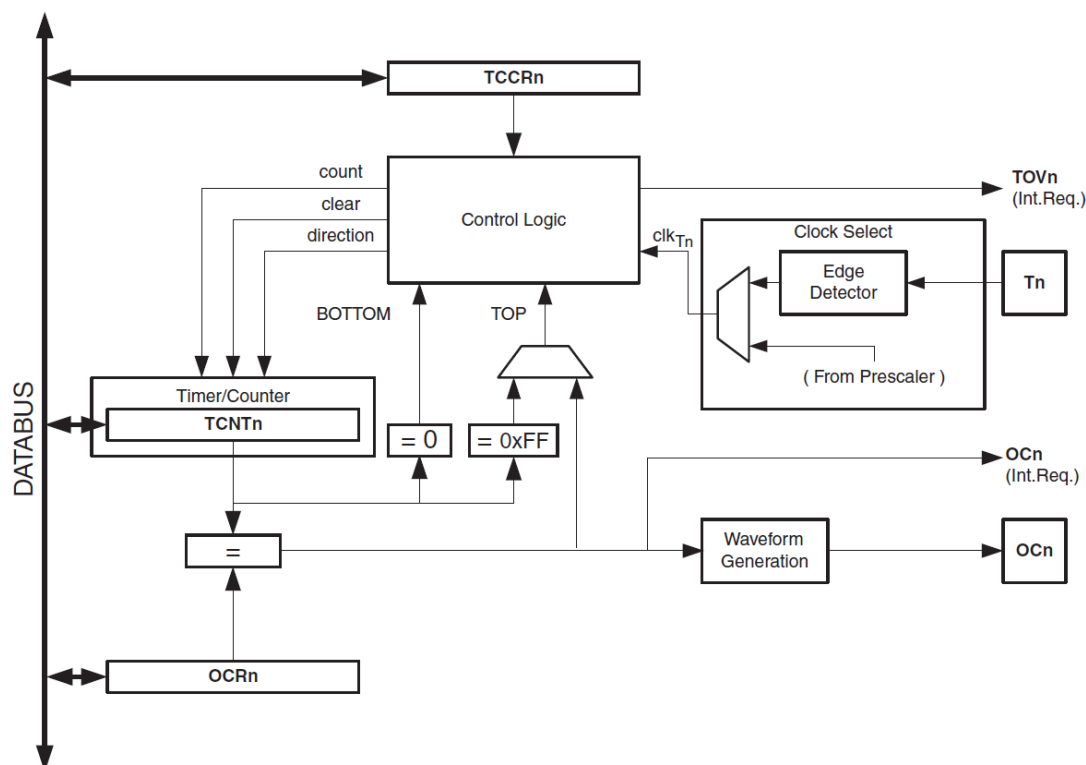 TCCRn
count
clear
direction
Control Logic
TOVn
(Int.Req.)
clkTn
Clock Select
Edge
Detector
Tn
BOTTOM
TOP
( From Prescaler )
Timer/Counter
TCNTn
= 0
= 0xFF
DATABUS
OCn
(Int.Req.)
=
Waveform
Generation
OCn
OCRn